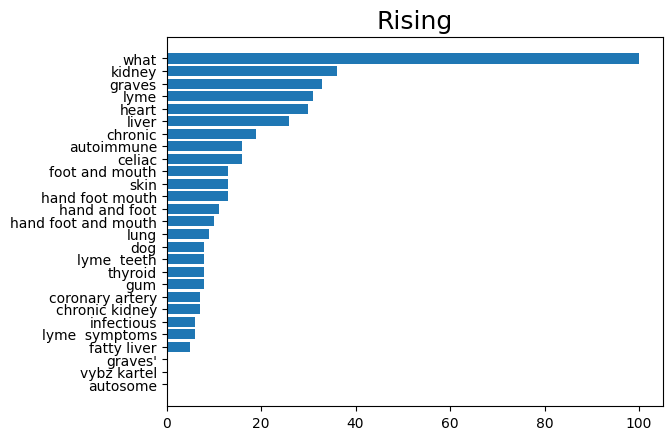 Rising
what
kidney
graves
lyme
heart
liver
chronic
autoimmune
celiac
foot and mouth
skin
hand foot mouth
hand and foot
hand foot and mouth
lung
dog
lyme  teeth
thyroid
gum
coronary artery
chronic kidney
infectious
lyme  symptoms
fatty liver
graves'
vybz kartel
autosome
0 20 40 60 80 100